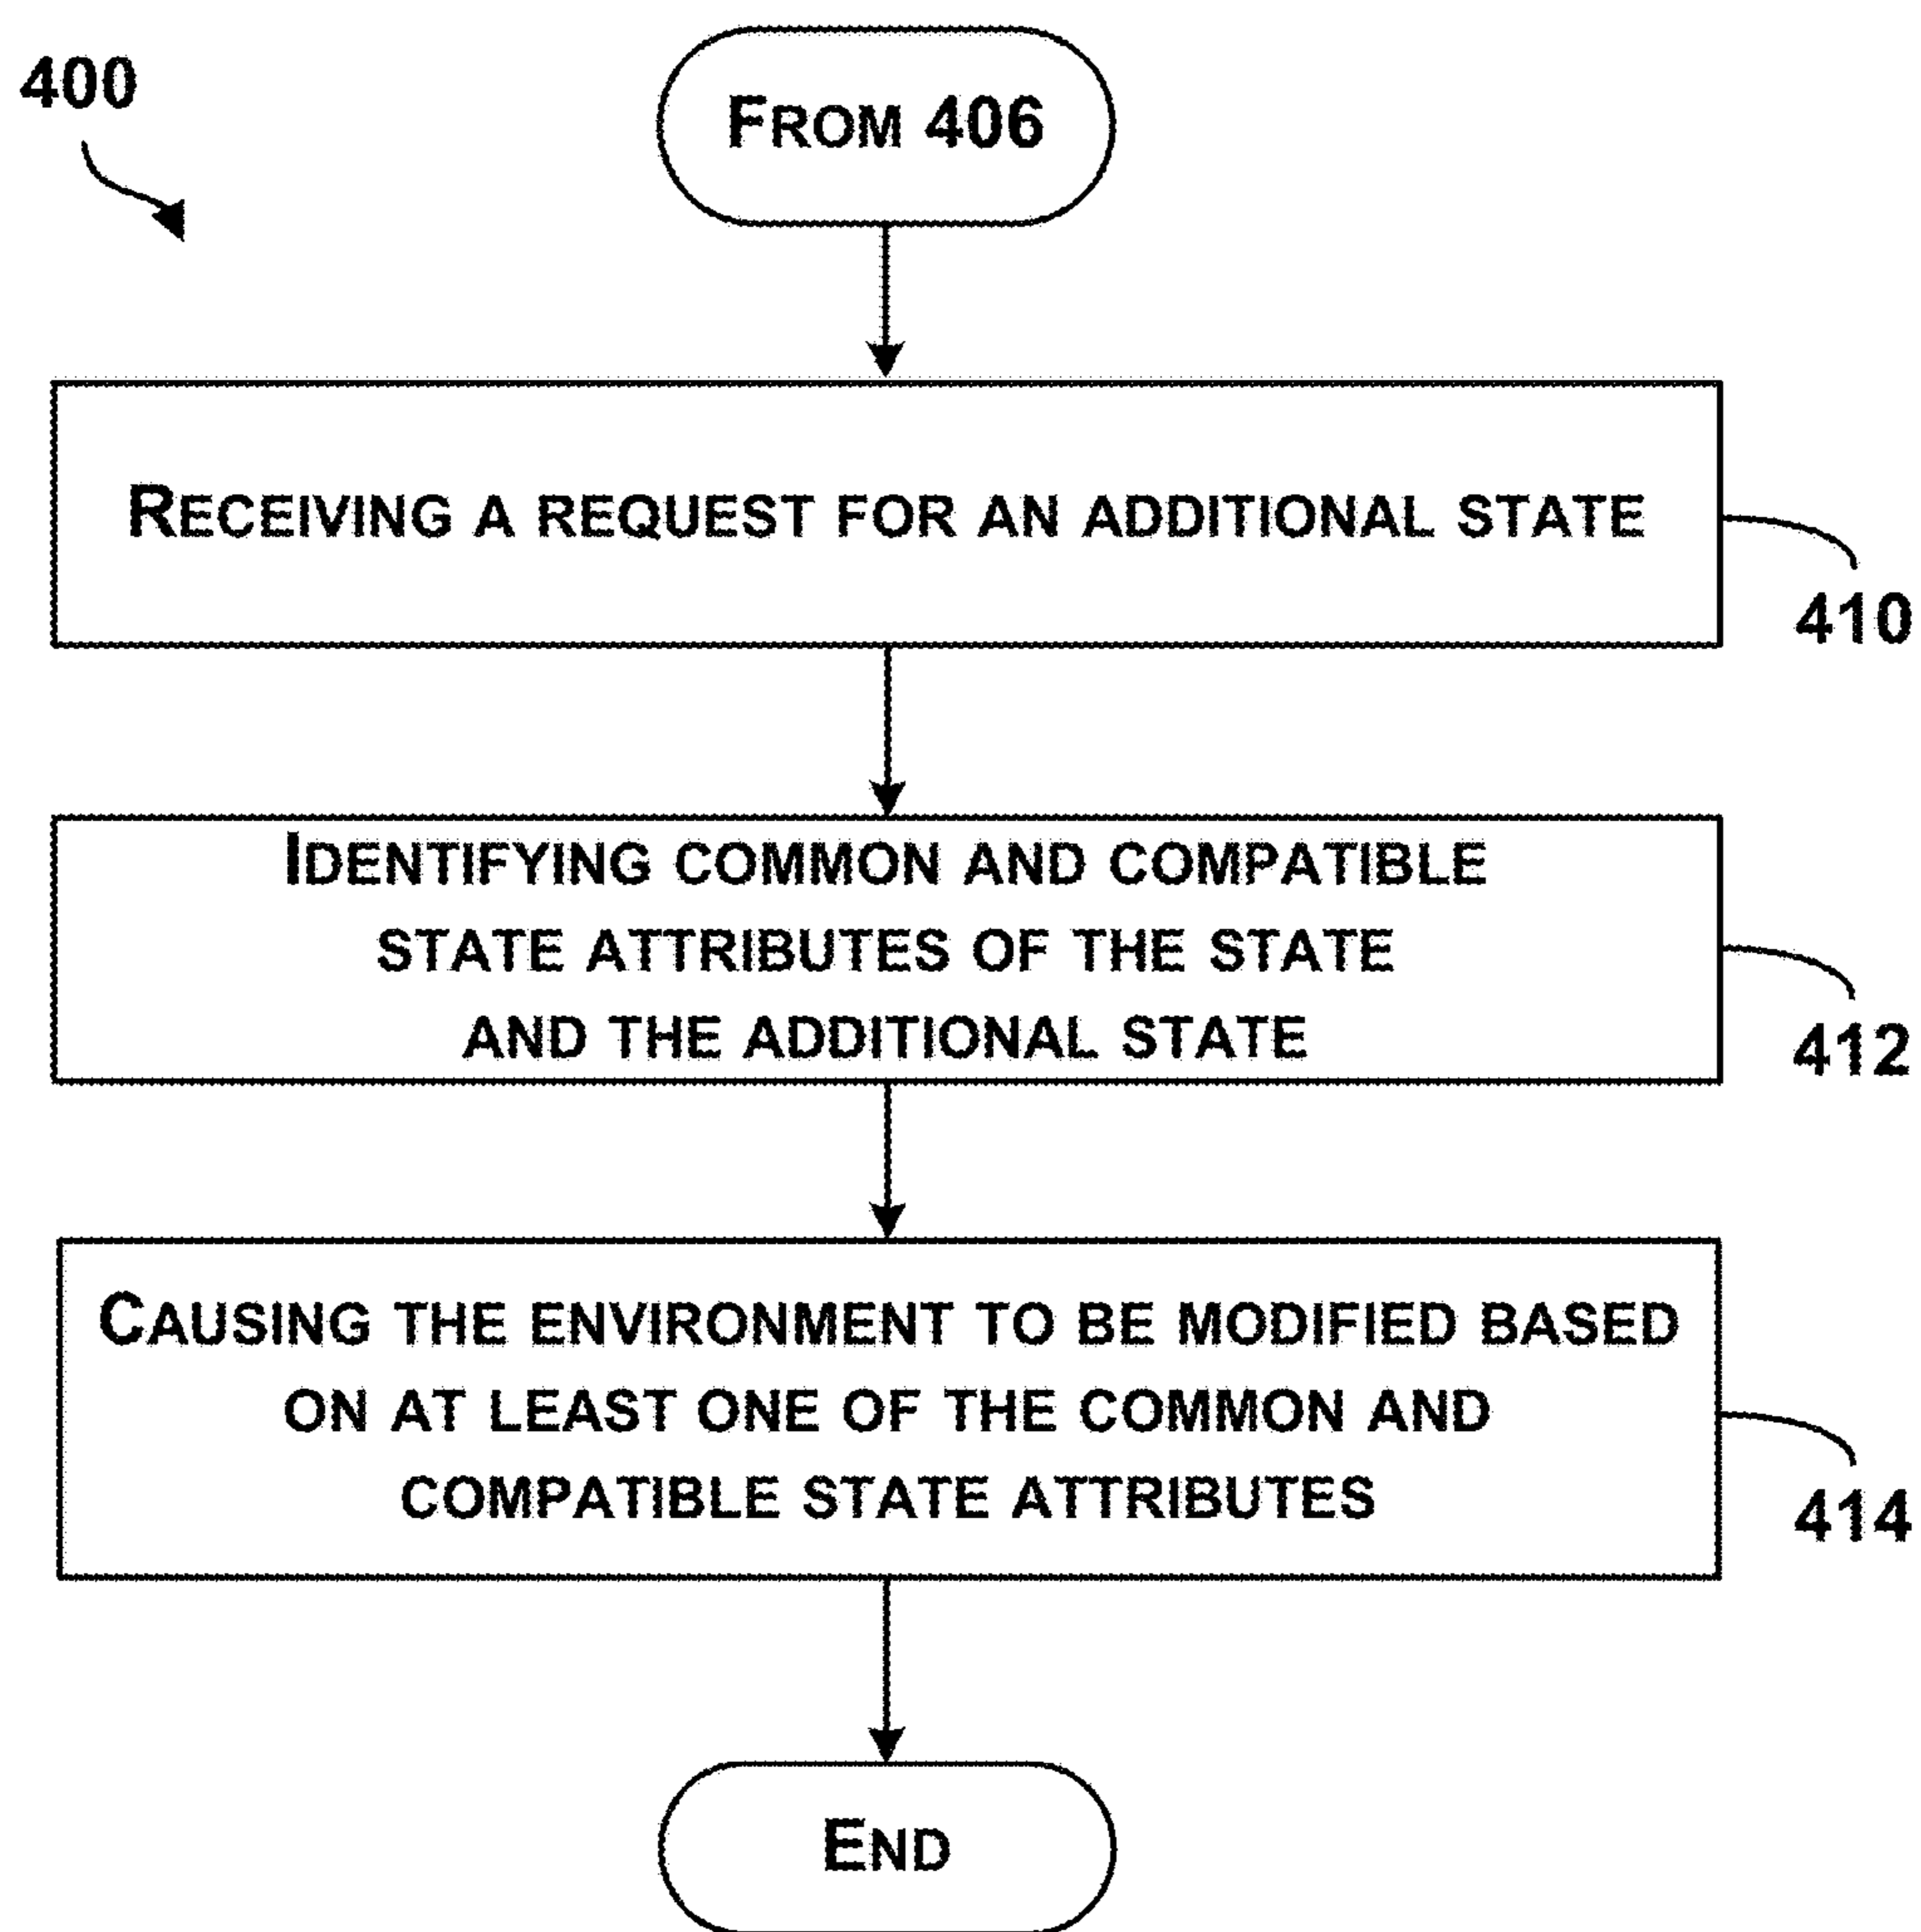 400
FROM 406
RECEIVING A REQUEST FOR AN ADDITIONAL STATE
410
IDENTIFYING COMMON AND COMPATIBLE
STATE ATTRIBUTES OF THE STATE
AND THE ADDITIONAL STATE
412
CAUSING THE ENVIRONMENT TO BE MODIFIED BASED
ON AT LEAST ONE OF THE COMMON AND
COMPATIBLE STATE ATTRIBUTES
414
END